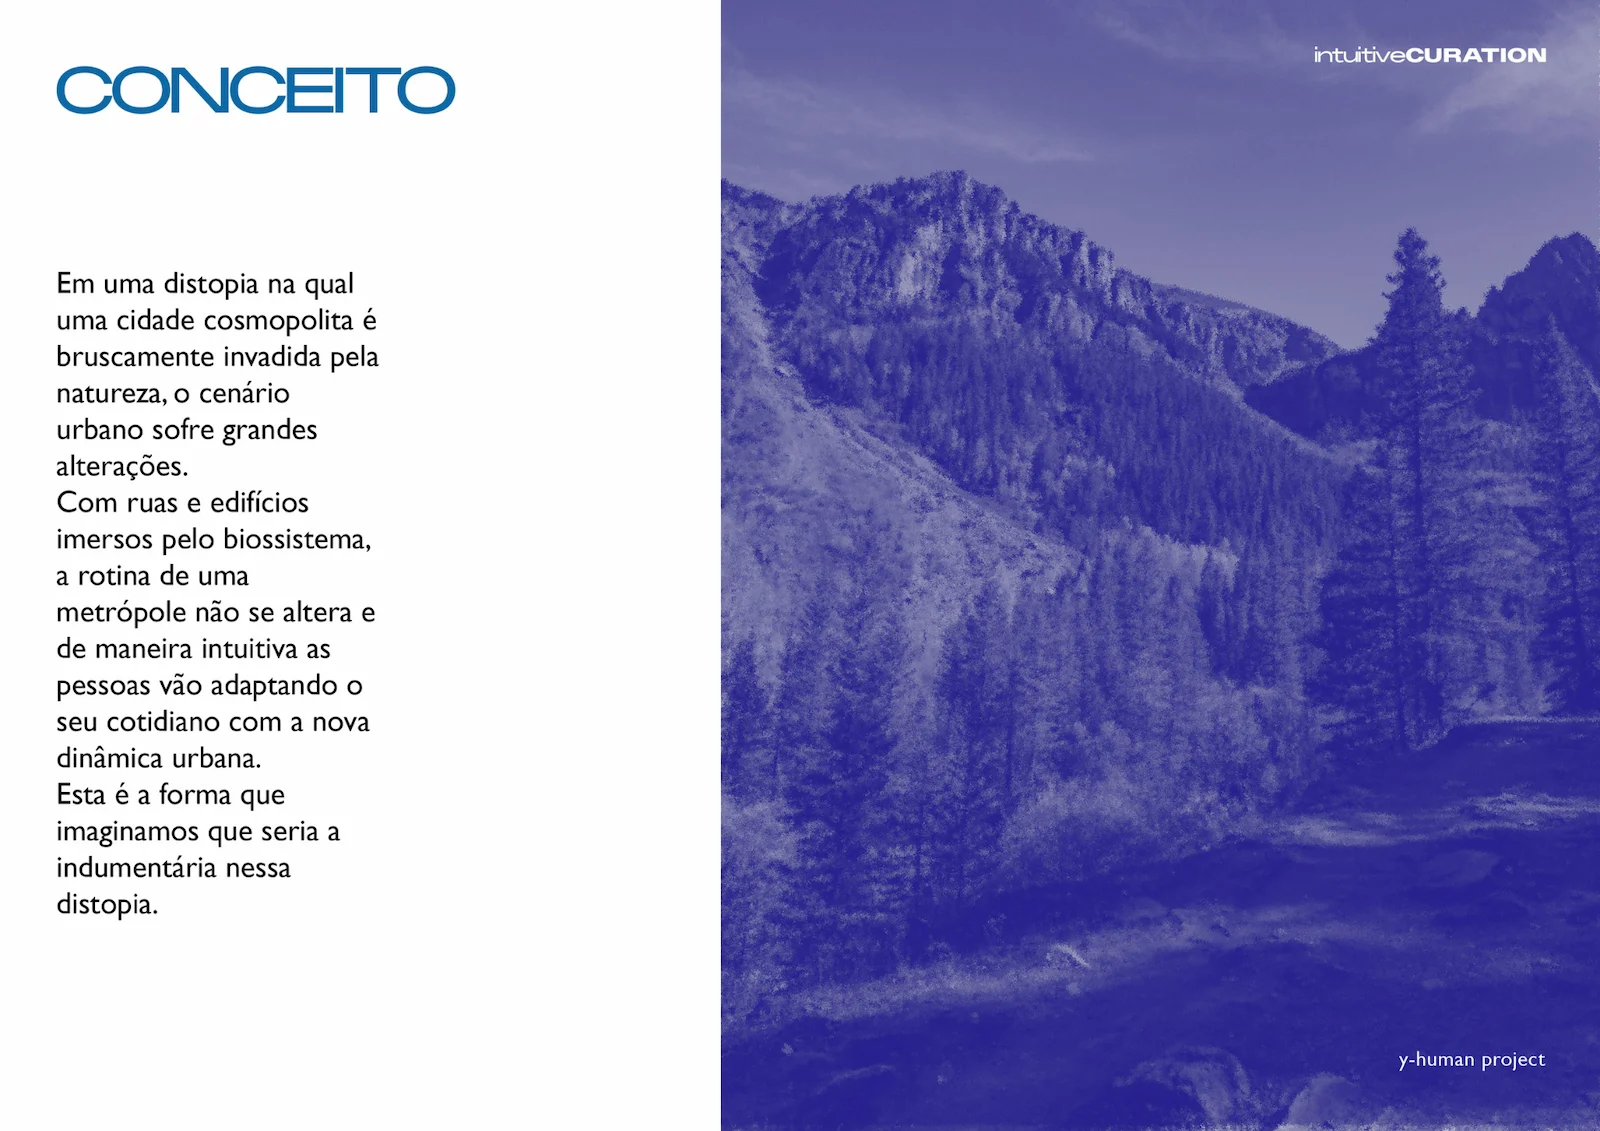 CONCEITO
Em uma distopia na qual
uma cidade cosmopolita é
bruscamente invadida pela
natureza, o cenário
urbano sofre grandes
alterações.
Com ruas e edifícios
imersos pelo biossistema,
a rotina de uma
metrópole não se altera e
de maneira intuitiva as
pessoas vão adaptando o
seu cotidiano com a nova
dinâmica urbana.
Esta é a forma que
imaginamos que seria a
indumentária nessa
distopia.
intuitiveCURATION
y-human project